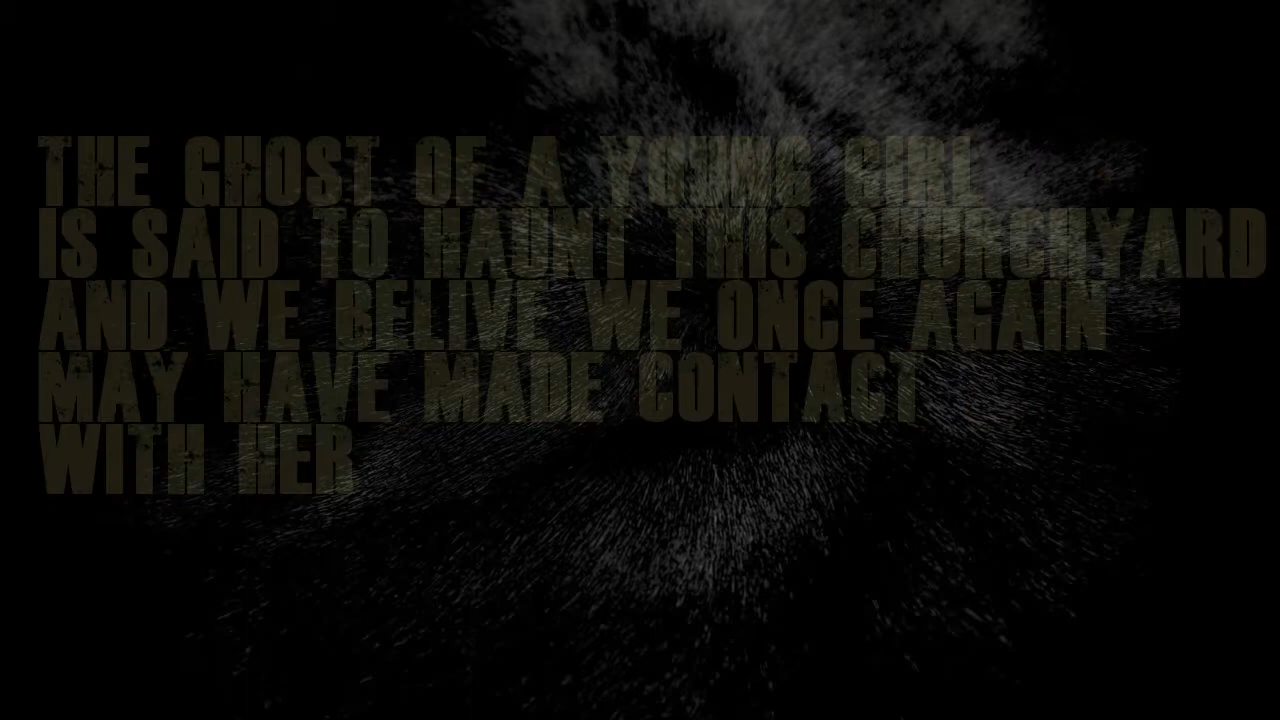 THE GHOST OF A YOUNG GIRL
IS SAID TO HAUNT THIS CHURCHYARD
AND WE BELIVE WE ONCE AGAIN
MAY HAVE MADE CONTACT
WITH HER